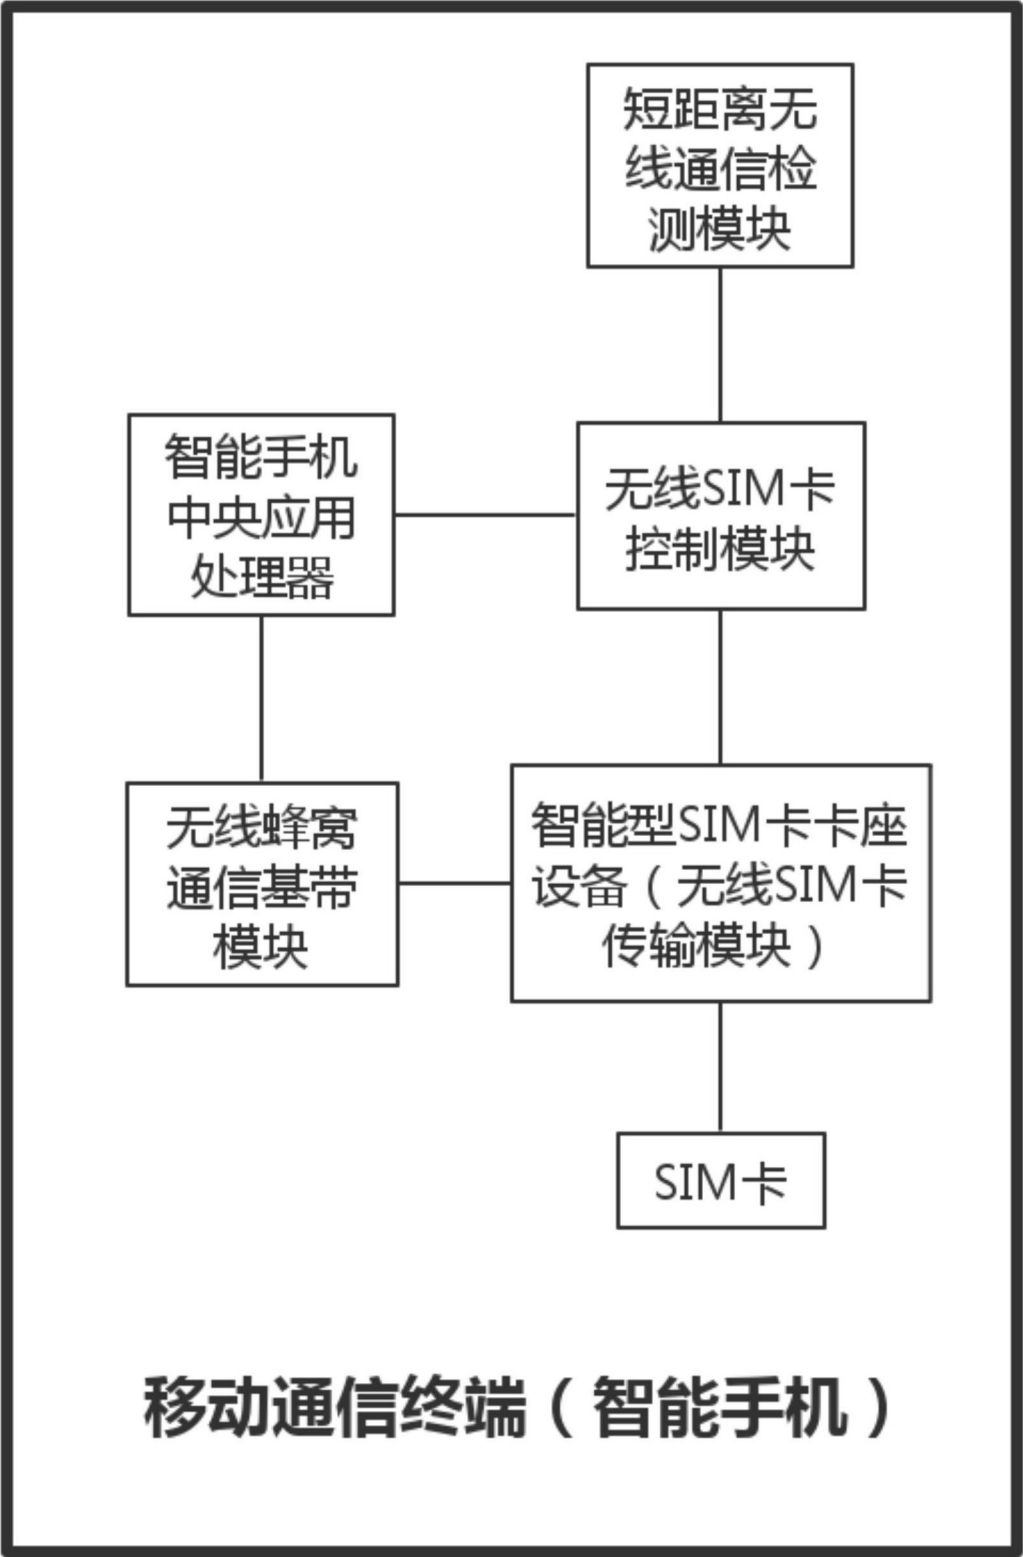 短距离无
线通信检
测模块
智能手机
中央应用
处理器
无线SIM卡
控制模块
无线蜂窝
通信基带
模块
智能型SIM卡卡座
设备（无线SIM卡
传输模块）
SIM卡
移动通信终端（智能手机）